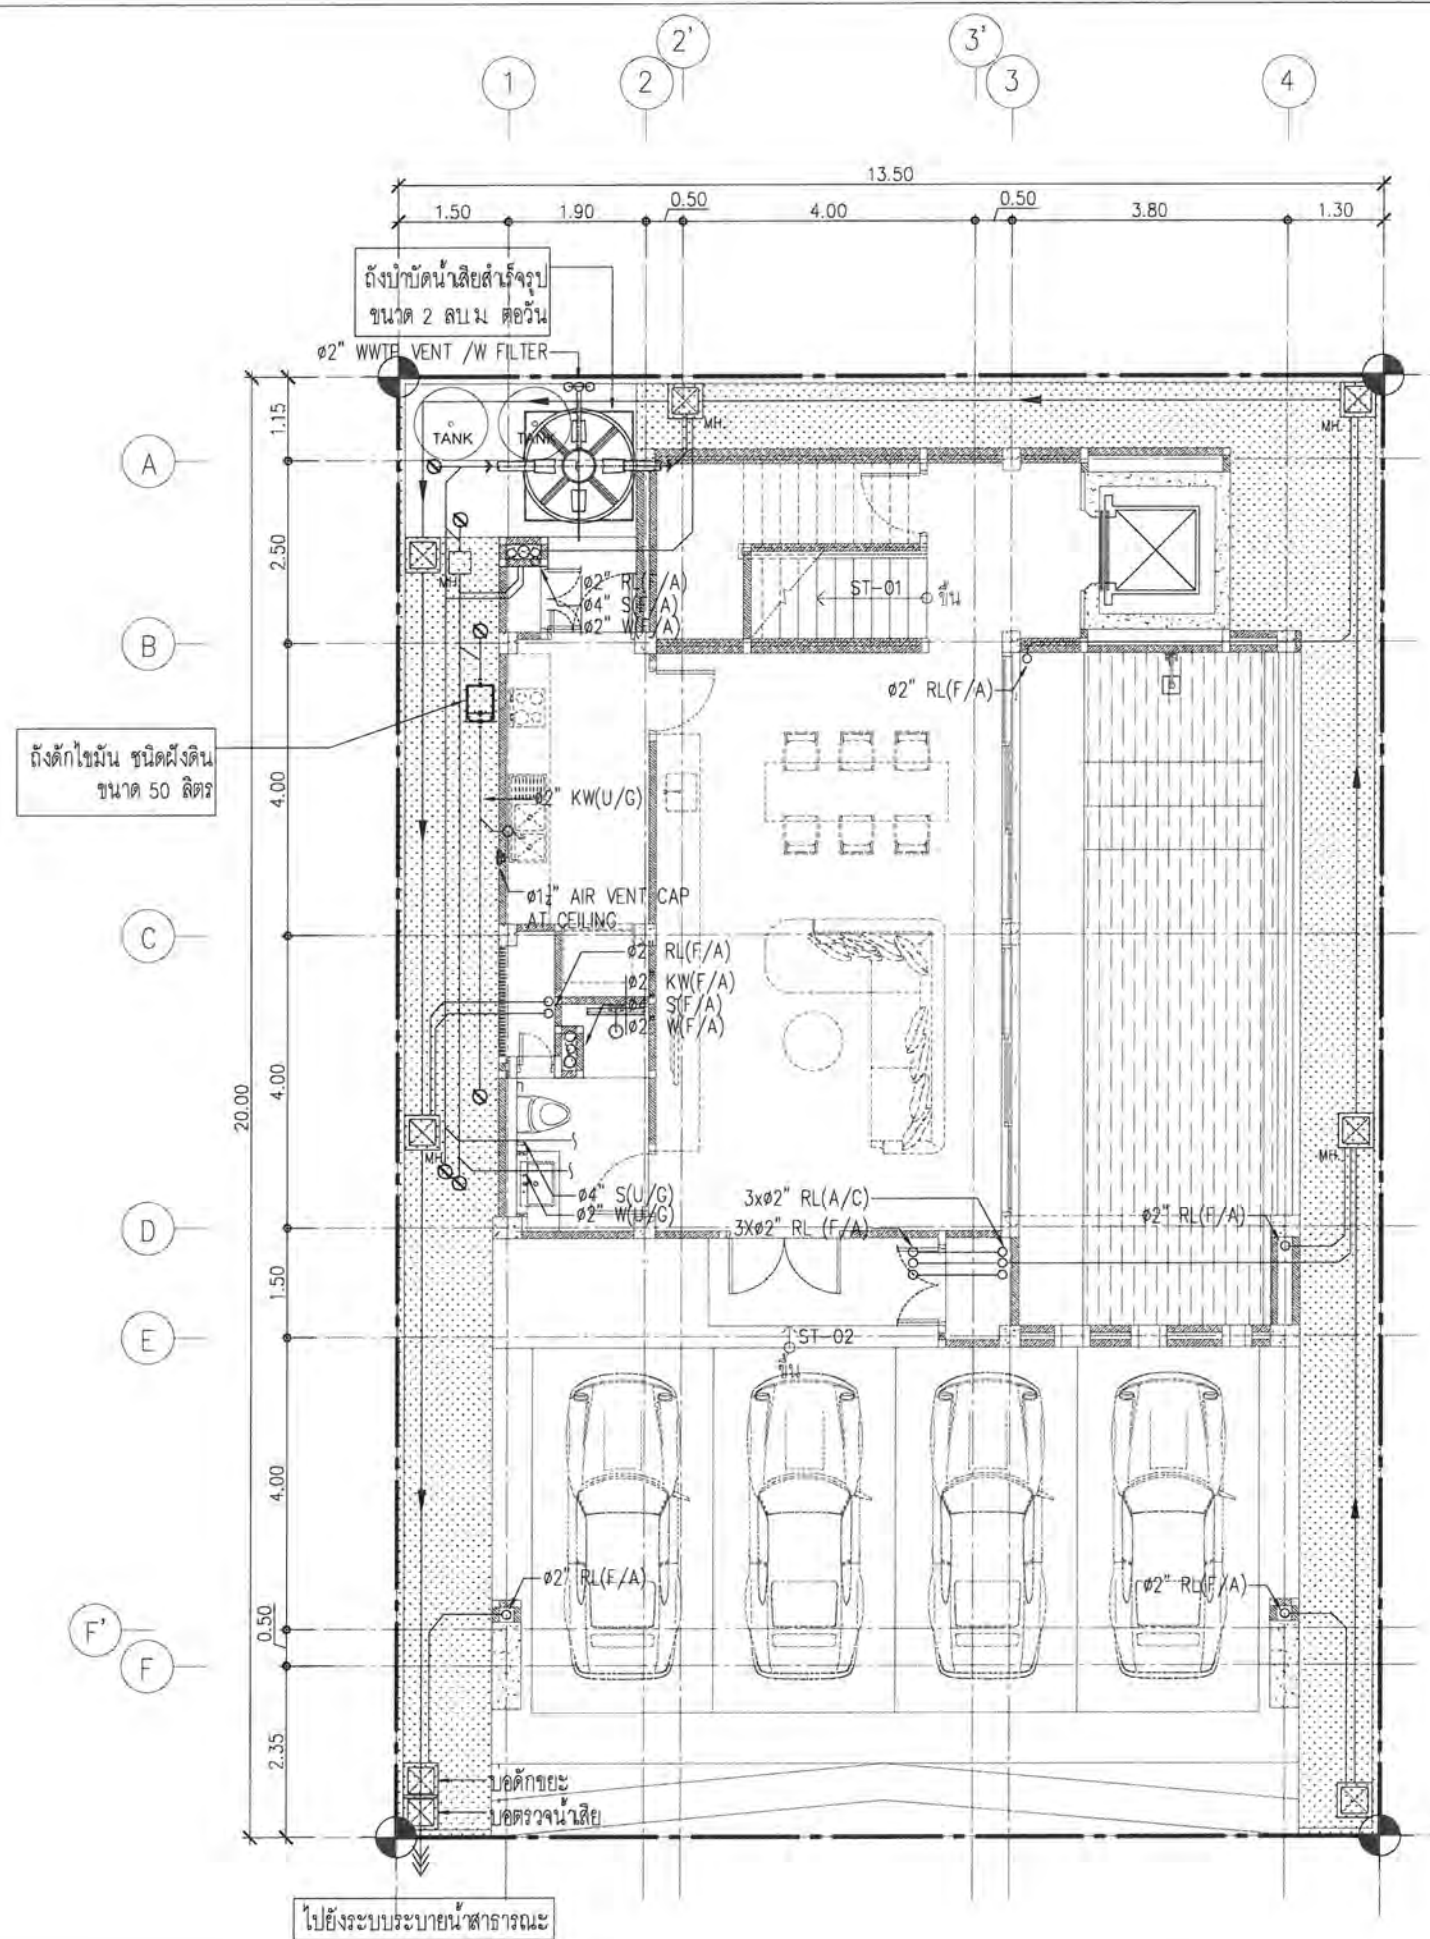 2' 3'
1 2 3 4
13.50
1.50 1.90 0.50 4.00 0.50 3.80 1.30
ถังบำบัดน้ำเสียสำเร็จรูป
ขนาด 2 ลบ.ม. ต่อวัน
ø2" WWTP VENT /W FILTER
1.15
TANK TANK
MH. MH.
A
2.50
MH.
ø2" RL(F/A)
ø4" S(F/A)
ø2" W(F/A)
ST-01 ขึ้น
B
ø2" RL(F/A)
ถังดักไขมัน ชนิดฝังดิน
ขนาด 50 ลิตร
4.00
ø2" KW(U/G)
ø1½" AIR VENT CAP
AT CEILING
C
ø2" RL(F/A)
ø2" KW(F/A)
ø4" S(F/A)
ø2" W(F/A)
4.00
20.00
MH. MH.
ø4" S(U/G)
ø2" W(U/G)
3xø2" RL(A/C)
3Xø2" RL (F/A)
ø2" RL(F/A)
D
1.50
E
ST-02
ขึ้น
4.00
ø2" RL(F/A) ø2" RL(F/A)
0.50
F'
F
2.35
บ่อดักขยะ
บ่อตรวจน้ำเสีย
ไปยังระบบระบายน้ำสาธารณะ